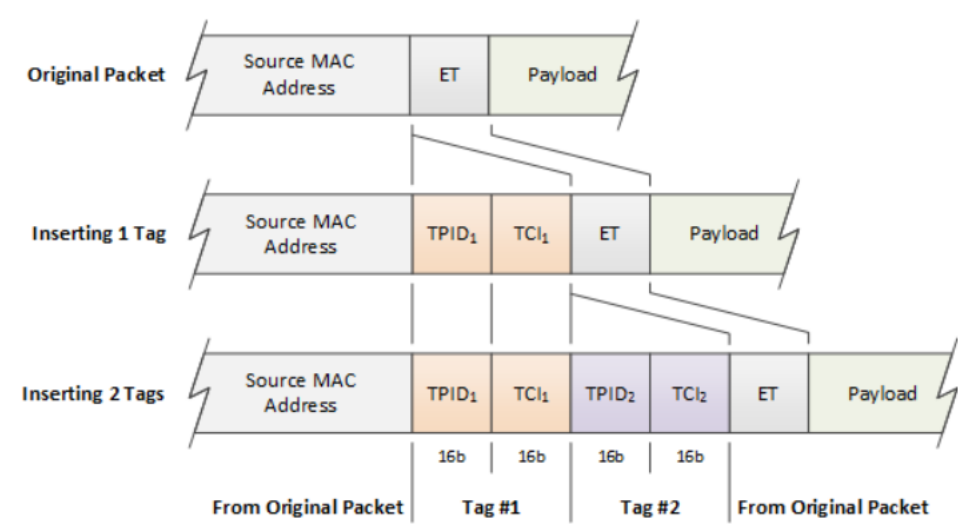 Original Packet
Source MAC
Address
ET
Payload
Inserting 1 Tag
Source MAC
Address
TPID₁
TCI₁
ET
Payload
Inserting 2 Tags
Source MAC
Address
TPID₁
TCI₁
TPID₂
TCI₂
ET
Payload
16b
16b
16b
16b
From Original Packet
Tag #1
Tag #2
From Original Packet